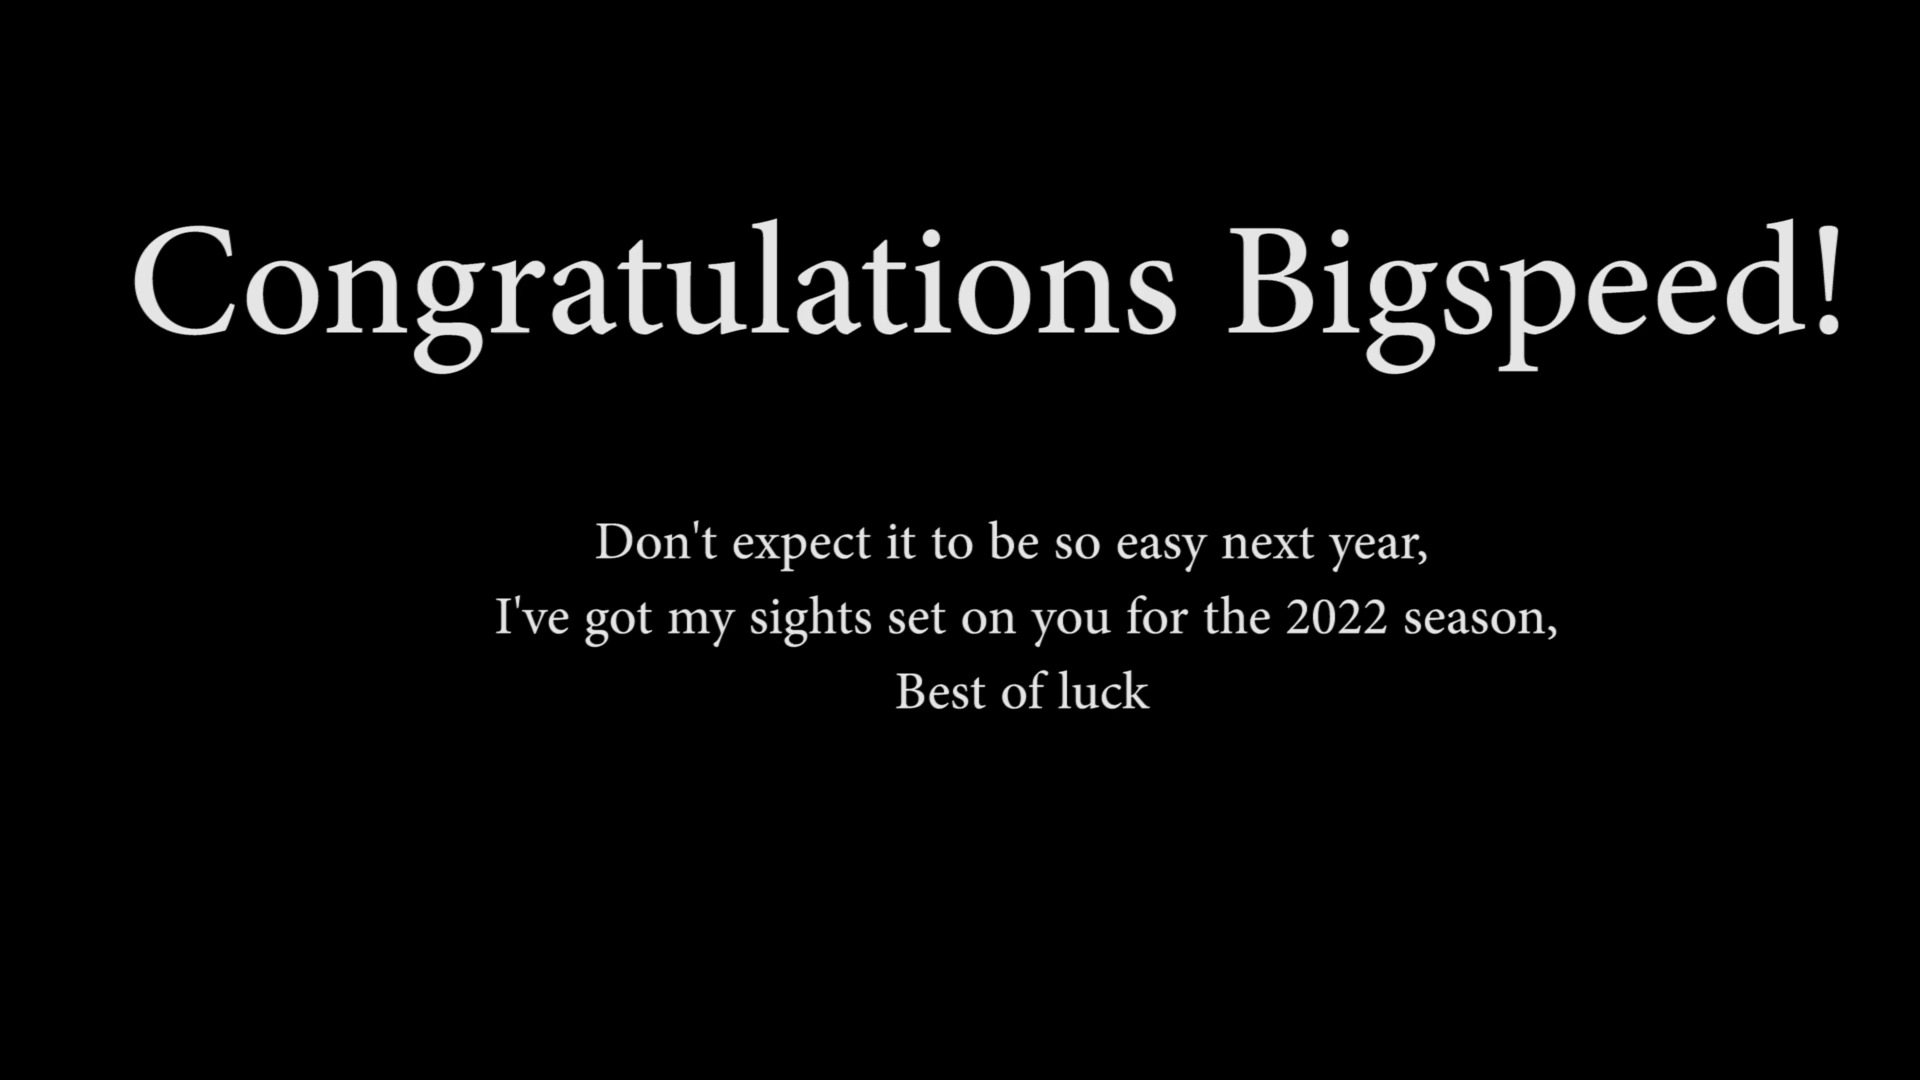 Congratulations Bigspeed!
Don't expect it to be so easy next year,
I've got my sights set on you for the 2022 season,
Best of luck